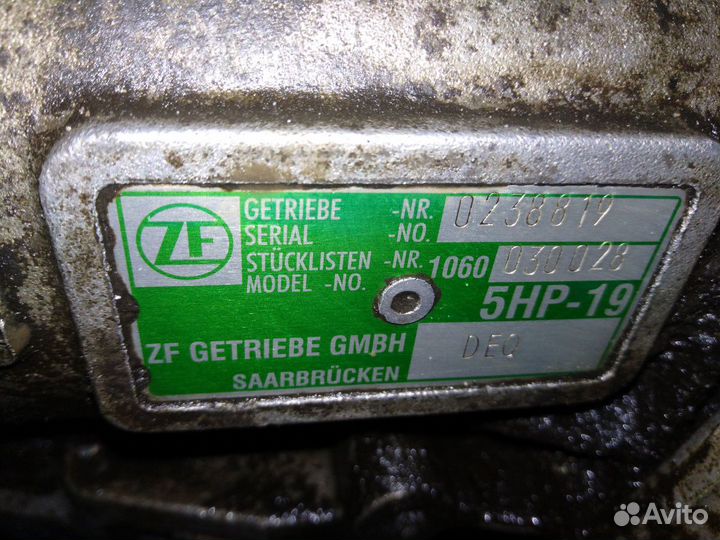 ZF
GETRIEBE -NR. 0238819
SERIAL -NO.
STÜCKLISTEN -NR. 1060 030028
MODEL -NO.
5HP-19
ZF GETRIEBE GMBH DEQ
SAARBRÜCKEN
Avito